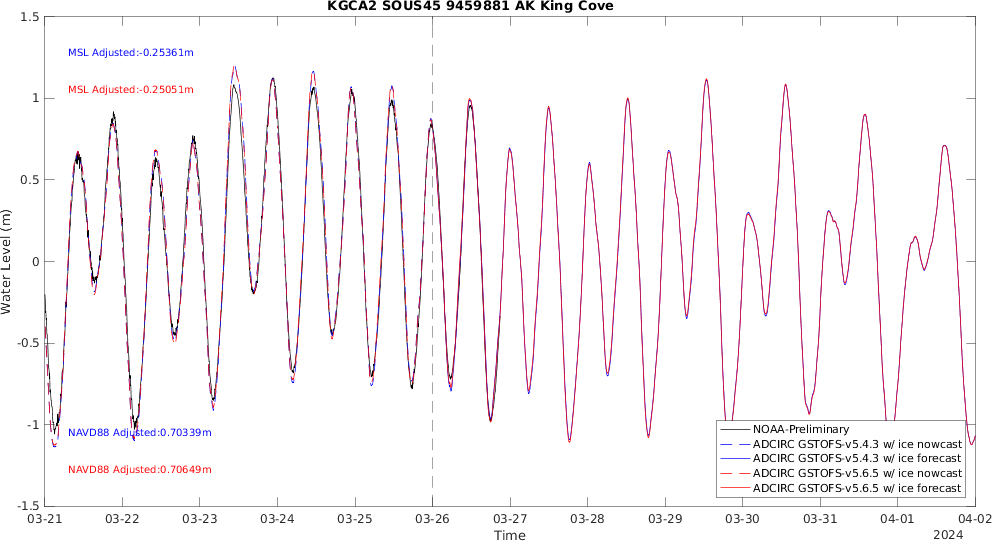 KGCA2 SOUS45 9459881 AK King Cove
Water Level (m)
1.5
1
0.5
0
-0.5
-1
-1.5
MSL Adjusted:-0.25361m
MSL Adjusted:-0.25051m
NAVD88 Adjusted:0.70339m
NAVD88 Adjusted:0.70649m
NOAA-Preliminary
ADCIRC GSTOFS-v5.4.3 w/ ice nowcast
ADCIRC GSTOFS-v5.4.3 w/ ice forecast
ADCIRC GSTOFS-v5.6.5 w/ ice nowcast
ADCIRC GSTOFS-v5.6.5 w/ ice forecast
03-21 03-22 03-23 03-24 03-25 03-26 03-27 03-28 03-29 03-30 03-31 04-01 04-02
Time
2024